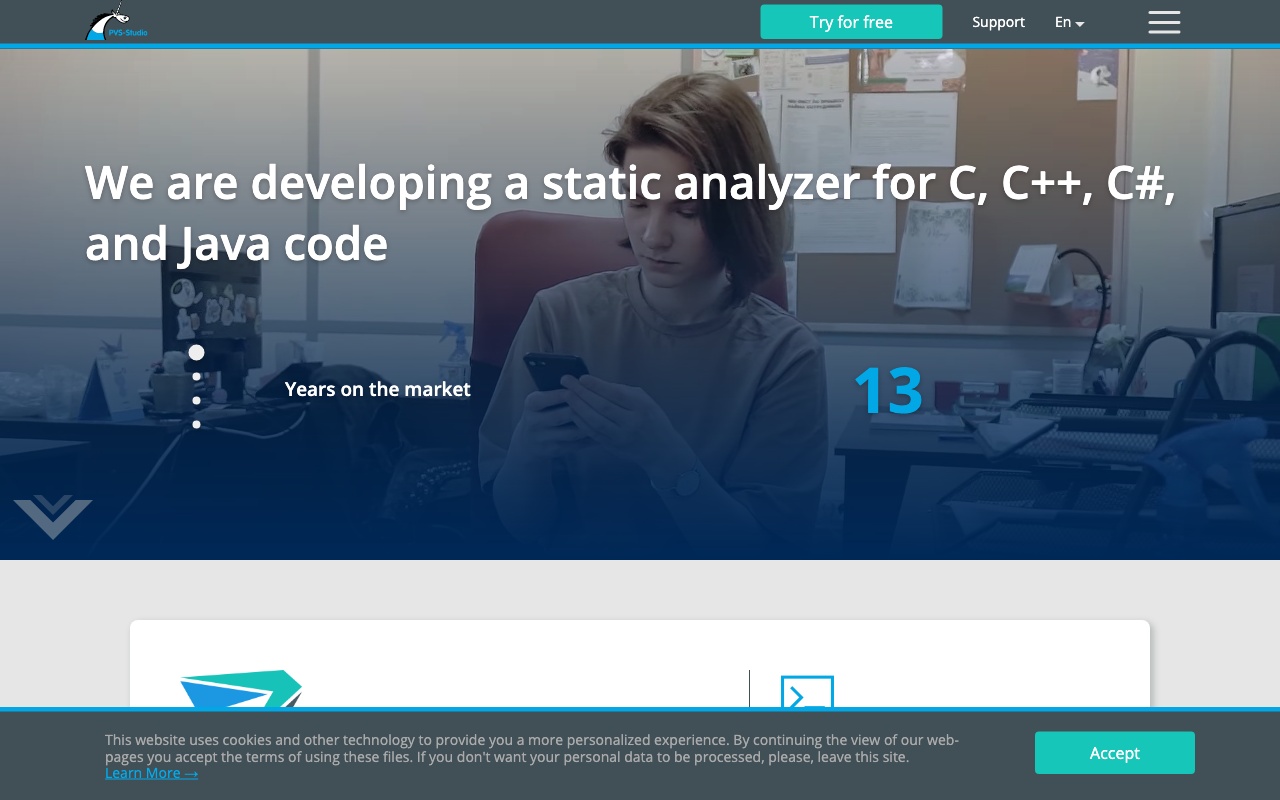 PVS-Studio
Try for free
Support
En
We are developing a static analyzer for C, C++, C#,
and Java code
Years on the market
13
This website uses cookies and other technology to provide you a more personalized experience. By continuing the view of our web-
pages you accept the terms of using these files. If you don't want your personal data to be processed, please, leave this site.
Learn More →
Accept